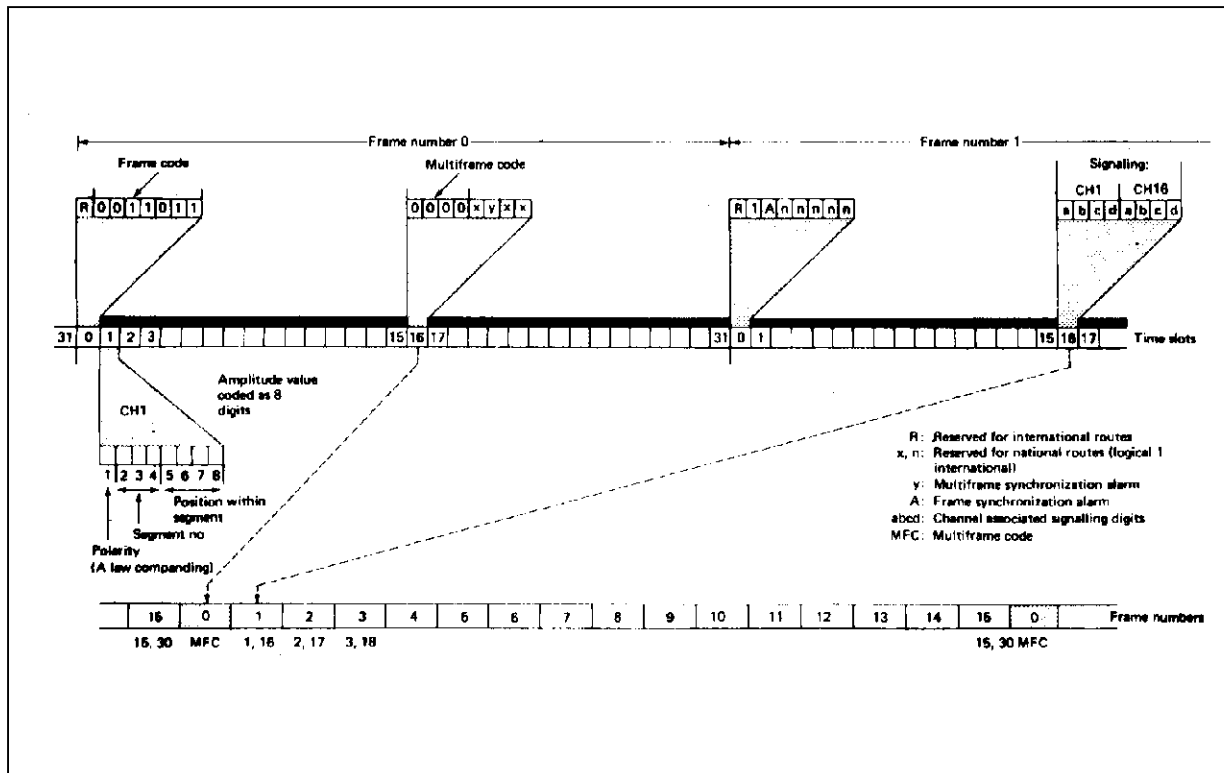 Frame number 0
Frame number 1
Frame code
Multiframe code
Signaling:
CH1 CH16
R 0 0 1 1 0 1 1
0 0 0 0 x y x x
R 1 A n n n n n
a b c d a b c d
31 0 1 2 3 15 16 17 31 0 1 15 16 17 Time slots
Amplitude value
coded as 8
digits
CH1
1 2 3 4 5 6 7 8
Position within
segment
Segment no
Polarity
(A law companding)
R: Reserved for international routes
x, n: Reserved for national routes (logical 1
international)
y: Multiframe synchronization alarm
A: Frame synchronization alarm
abcd: Channel associated signalling digits
MFC: Multiframe code
15 0 1 2 3 4 5 6 7 8 9 10 11 12 13 14 15 0 Frame numbers
15, 30 MFC 1, 16 2, 17 3, 18 15, 30 MFC